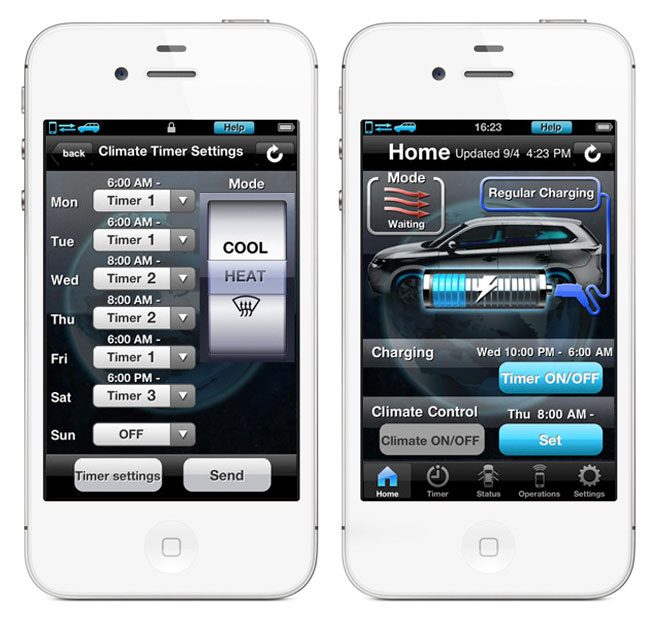 Help
back
Climate Timer Settings
Mode
6:00 AM -
Mon
Timer 1
6:00 AM -
Tue
Timer 1
8:00 AM -
Wed
Timer 2
8:00 AM -
Thu
Timer 2
6:00 AM -
Fri
Timer 1
6:00 PM -
Sat
Timer 3
Sun
OFF
COOL
HEAT
Timer settings
Send
16:23
Help
Home
Updated 9/4 4:23 PM
Mode
Waiting
Regular Charging
Charging
Wed 10:00 PM - 6:00 AM
Timer ON/OFF
Climate Control
Thu 8:00 AM -
Climate ON/OFF
Set
Home
Timer
Status
Operations
Settings